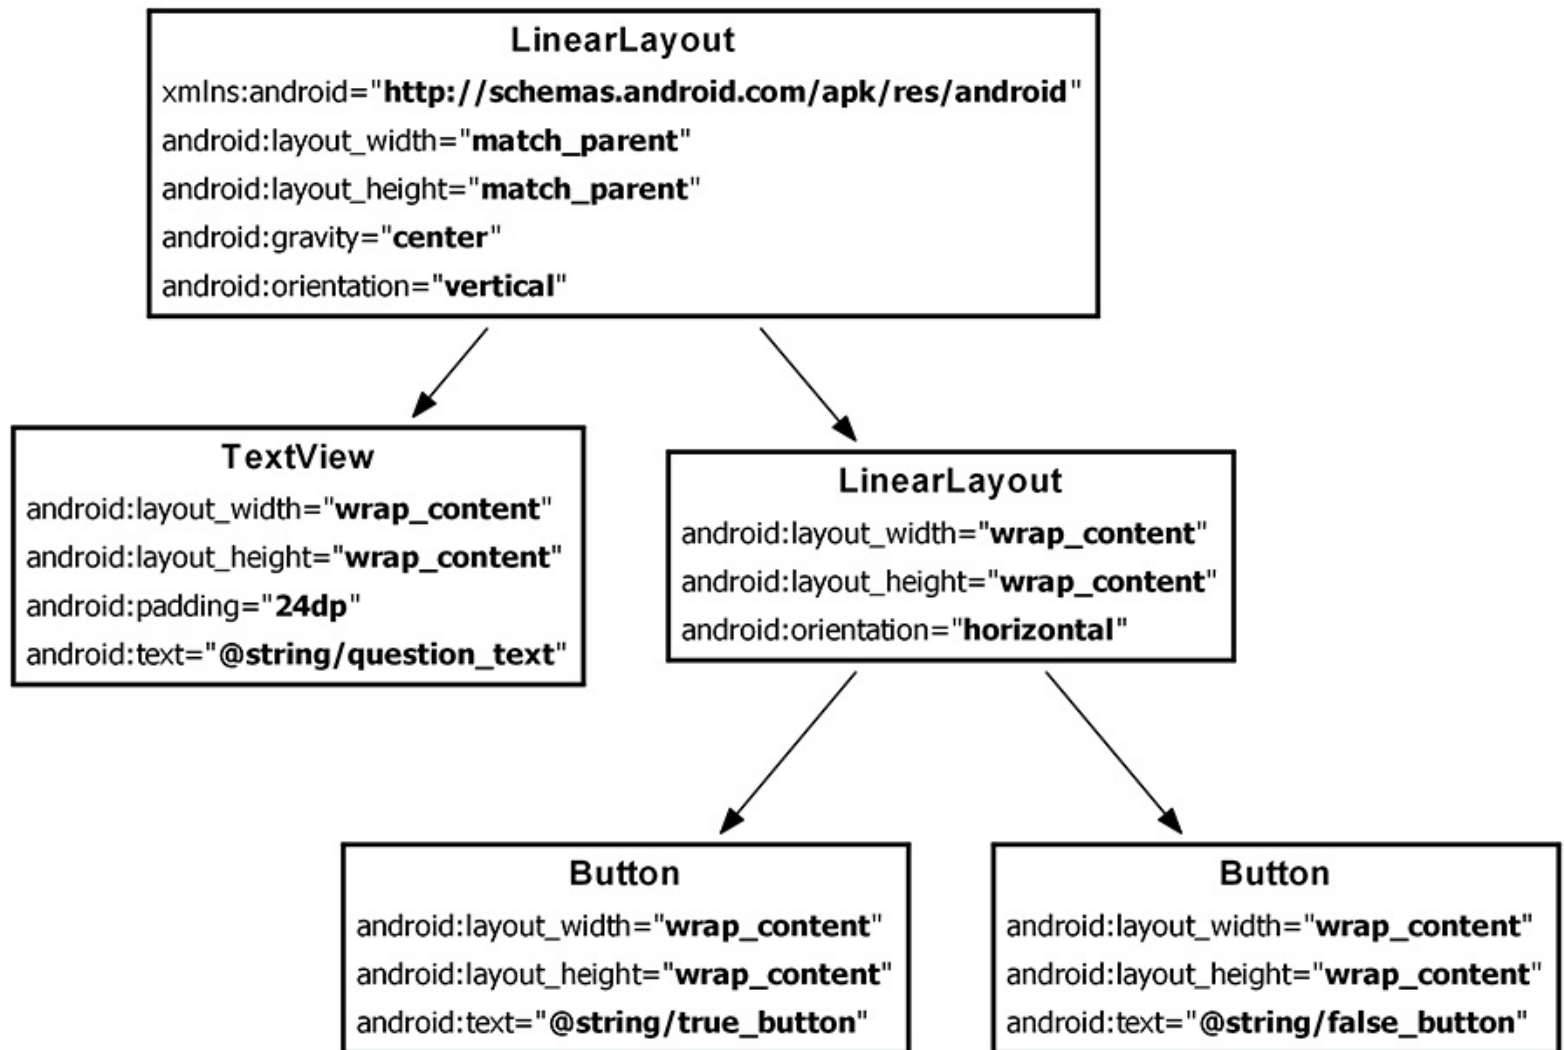 LinearLayout
xmlns:android="http://schemas.android.com/apk/res/android"
android:layout_width="match_parent"
android:layout_height="match_parent"
android:gravity="center"
android:orientation="vertical"
TextView
android:layout_width="wrap_content"
android:layout_height="wrap_content"
android:padding="24dp"
android:text="@string/question_text"
LinearLayout
android:layout_width="wrap_content"
android:layout_height="wrap_content"
android:orientation="horizontal"
Button
android:layout_width="wrap_content"
android:layout_height="wrap_content"
android:text="@string/true_button"
Button
android:layout_width="wrap_content"
android:layout_height="wrap_content"
android:text="@string/false_button"